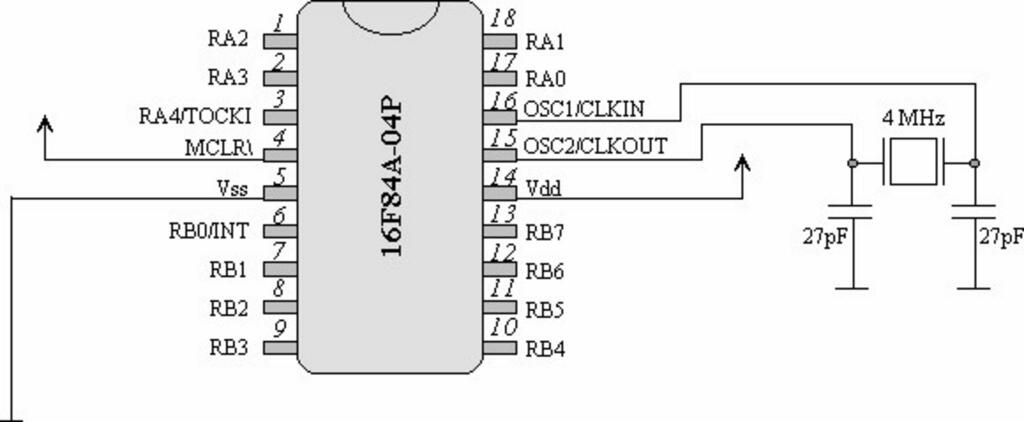 1
RA2
2
RA3
3
RA4/TOCKI
4
MCLR\
5
Vss
6
RB0/INT
7
RB1
8
RB2
9
RB3
16F84A-04P
18
RA1
17
RA0
16
OSC1/CLKIN
15
OSC2/CLKOUT
14
Vdd
13
RB7
12
RB6
11
RB5
10
RB4
4 MHz
27pF
27pF